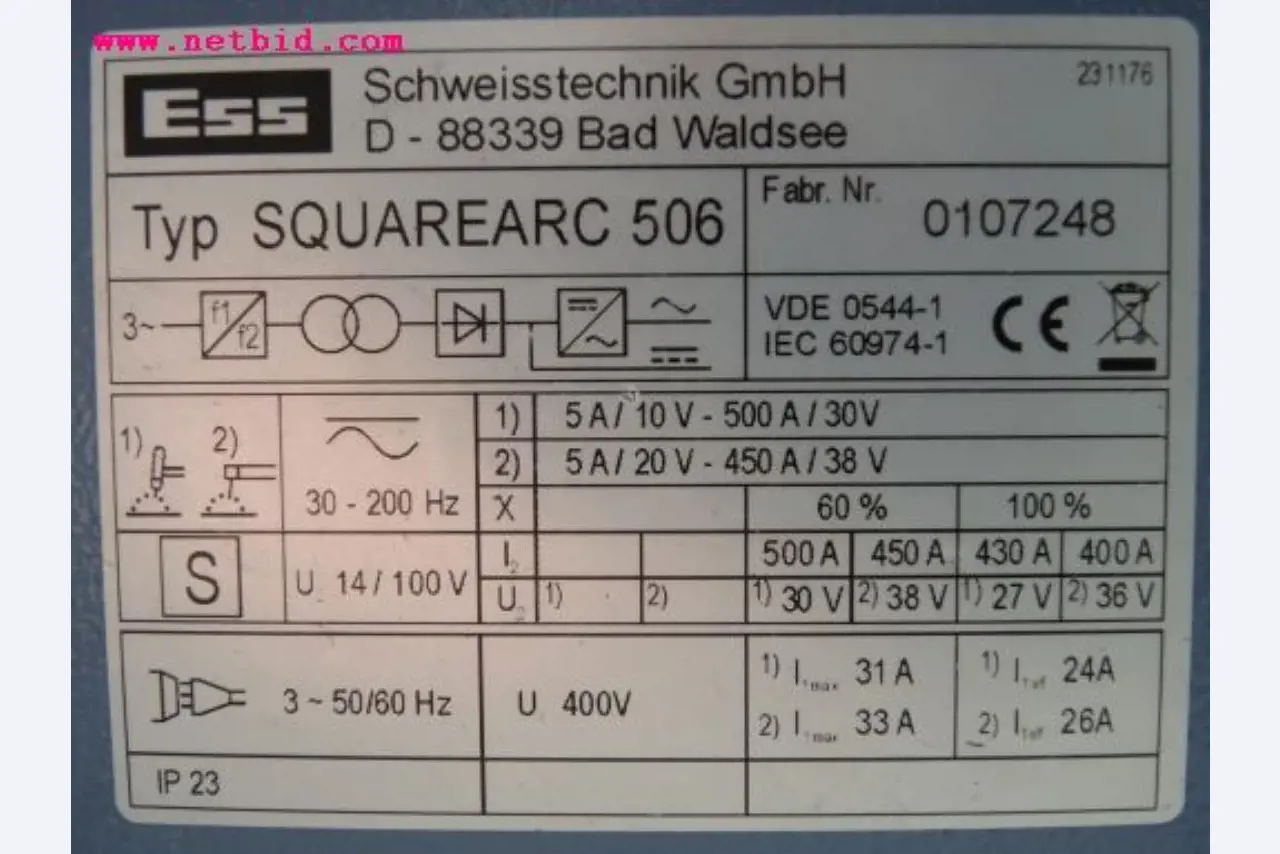 www.netbid.com
Ess
Schweisstechnik GmbH
231176
D - 88339 Bad Waldsee
Typ SQUAREARC 506
Fabr. Nr.
0107248
3~
f1
f2
VDE 0544-1
IEC 60974-1
CE
1)
2)
30 - 200 Hz
1) 5 A / 10 V - 500 A / 30V
2) 5 A / 20 V - 450 A / 38 V
X 60 % 100 %
S
U 14 / 100 V
I2 500 A 450 A 430 A 400 A
U2 1) 2) 1) 30 V 2) 38 V 1) 27 V 2) 36 V
3 ~ 50/60 Hz
U 400V
1) I1max 31 A
2) I1max 33 A
1) I1eff 24A
2) I1eff 26A
IP 23